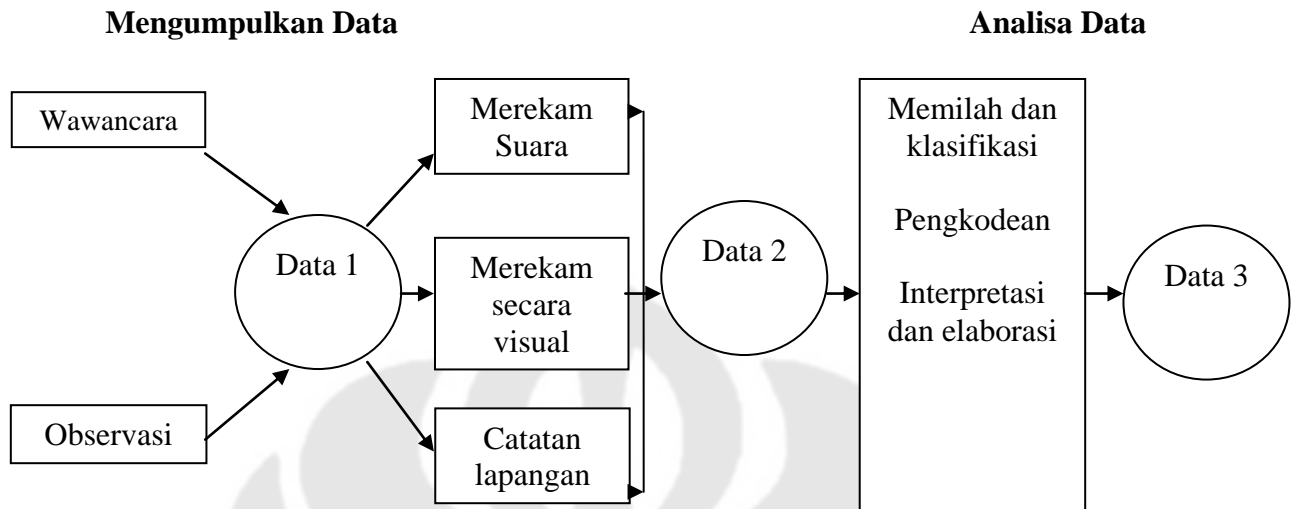 Mengumpulkan Data
Analisa Data
Wawancara
Observasi
Data 1
Merekam
Suara
Merekam
secara
visual
Catatan
lapangan
Data 2
Memilah dan
klasifikasi
Pengkodean
Interpretasi
dan elaborasi
Data 3